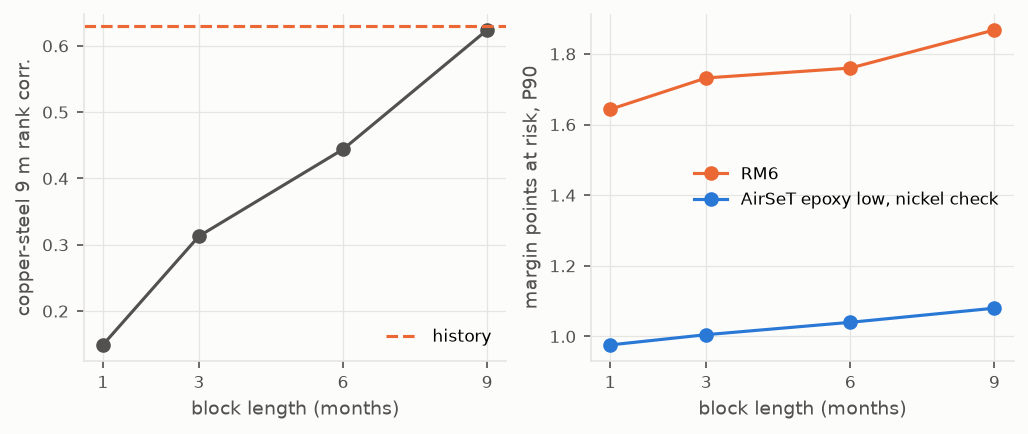 copper-steel 9 m rank corr.
0.6
0.5
0.4
0.3
0.2
history
1
3
6
9
block length (months)
margin points at risk, P90
1.8
1.6
1.4
1.2
1.0
RM6
AirSeT epoxy low, nickel check
1
3
6
9
block length (months)